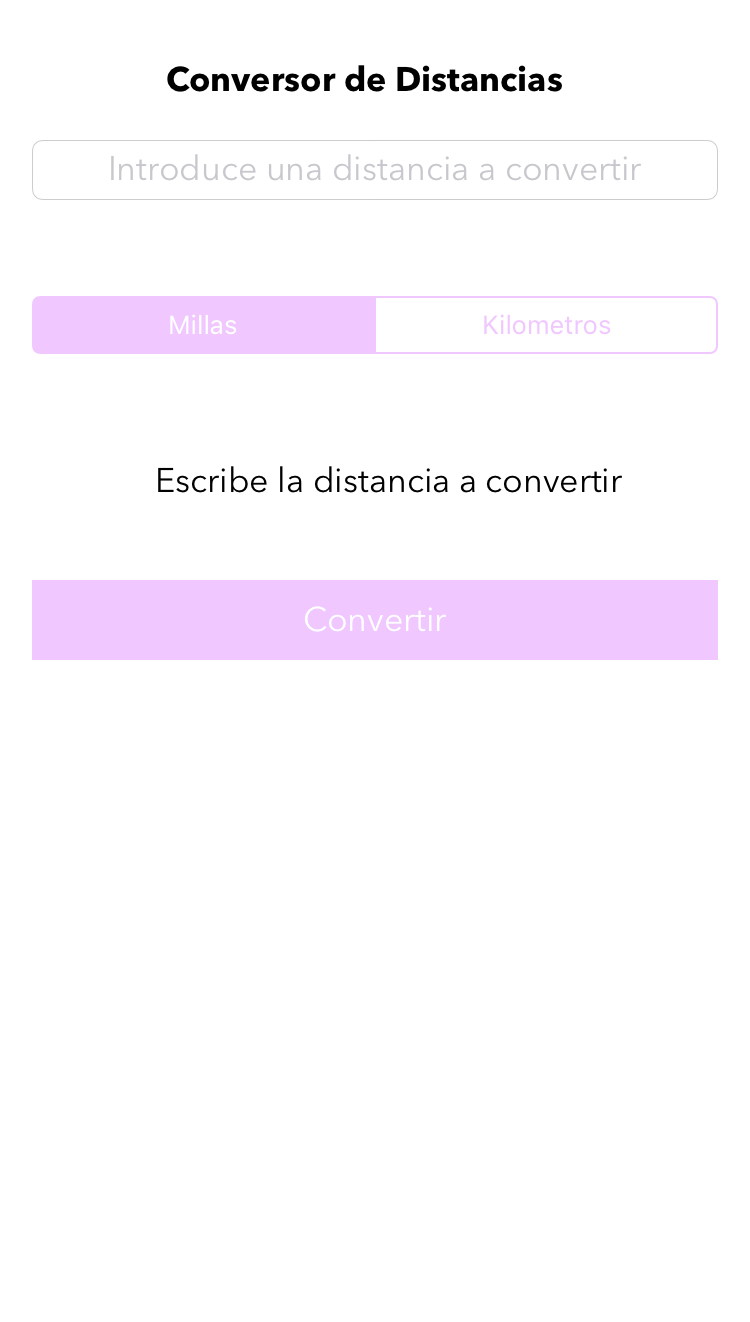 Conversor de Distancias
Introduce una distancia a convertir
Millas Kilometros
Escribe la distancia a convertir
Convertir